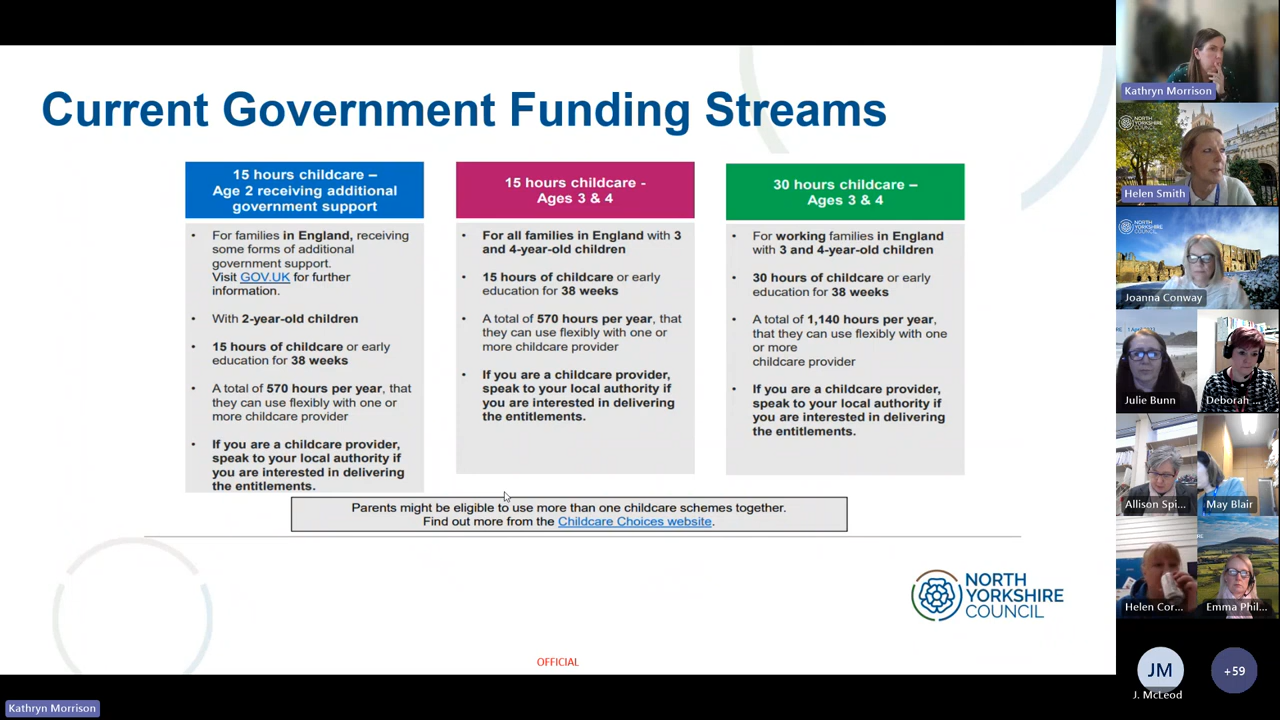 Current Government Funding Streams
15 hours childcare –
Age 2 receiving additional
government support
• For families in England, receiving
some forms of additional
government support.
Visit GOV.UK for further
information.
• With 2-year-old children
• 15 hours of childcare or early
education for 38 weeks
• A total of 570 hours per year, that
they can use flexibly with one or
more childcare provider
• If you are a childcare provider,
speak to your local authority if
you are interested in delivering
the entitlements.
15 hours childcare -
Ages 3 & 4
• For all families in England with 3
and 4-year-old children
• 15 hours of childcare or early
education for 38 weeks
• A total of 570 hours per year, that
they can use flexibly with one or
more childcare provider
• If you are a childcare provider,
speak to your local authority if
you are interested in delivering
the entitlements.
30 hours childcare –
Ages 3 & 4
• For working families in England
with 3 and 4-year-old children
• 30 hours of childcare or early
education for 38 weeks
• A total of 1,140 hours per year,
that they can use flexibly with one
or more
childcare provider
• If you are a childcare provider,
speak to your local authority if
you are interested in delivering
the entitlements.
Parents might be eligible to use more than one childcare schemes together.
Find out more from the Childcare Choices website.
NORTH
YORKSHIRE
COUNCIL
OFFICIAL
Kathryn Morrison
Kathryn Morrison
NORTH
YORKSHIRE
COUNCIL
Helen Smith
NORTH
YORKSHIRE
COUNCIL
Joanna Conway
Julie Bunn
Deborah ...
Allison Spi...
May Blair
Helen Cor...
Emma Phil...
JM
J. McLeod
+59